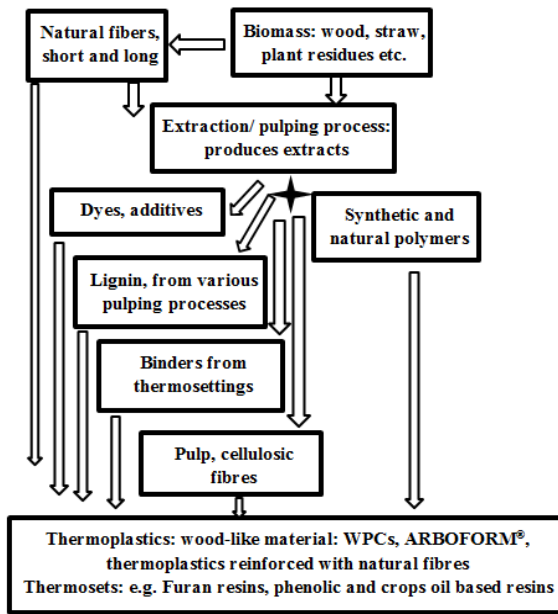 Natural fibers,
short and long
Biomass: wood, straw,
plant residues etc.
Extraction/ pulping process:
produces extracts
Dyes, additives
Synthetic and
natural polymers
Lignin, from various
pulping processes
Binders from
thermosettings
Pulp, cellulosic
fibres
Thermoplastics: wood-like material: WPCs, ARBOFORM®,
thermoplastics reinforced with natural fibres
Thermosets: e.g. Furan resins, phenolic and crops oil based resins